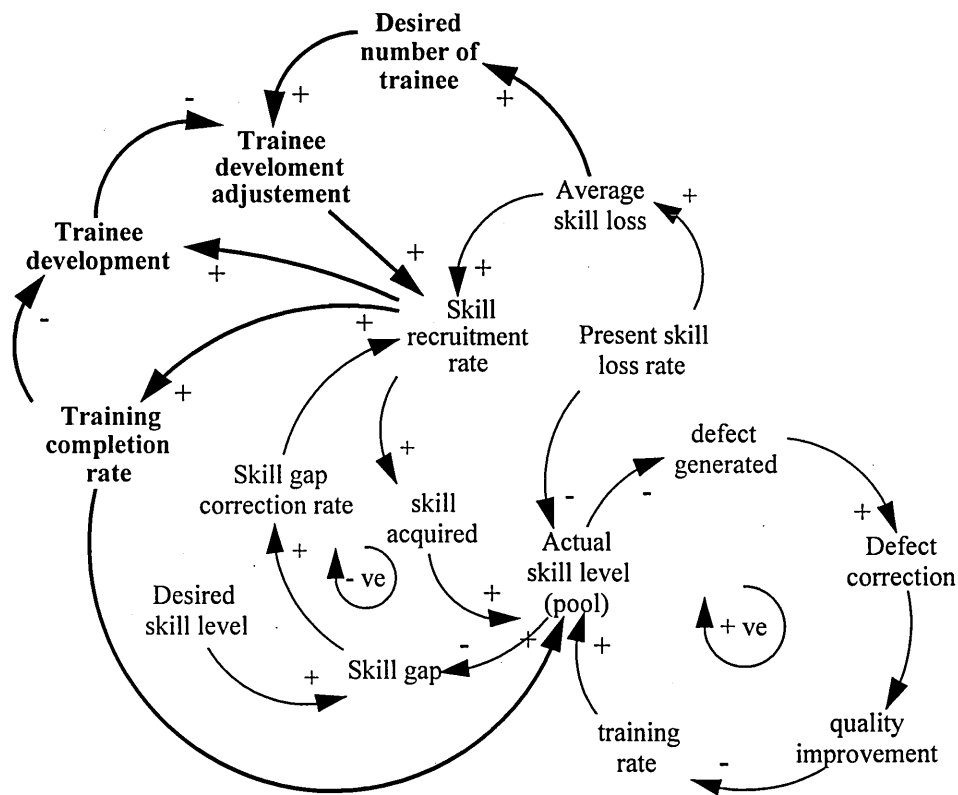 Desired
number of
trainee
+
+
-
Trainee
develoment
adjustement
Average
skill loss
+
Trainee
development
+
+
+
-
Skill
recruitment
rate
+
Present skill
loss rate
+
Training
completion
rate
defect
generated
+
-
-
Skill gap
correction rate
skill
acquired
+
Actual
skill level
(pool)
Defect
correction
+
- ve
Desired
skill level
+
+ ve
-
+
+
+
Skill gap
training
rate
quality
improvement
-